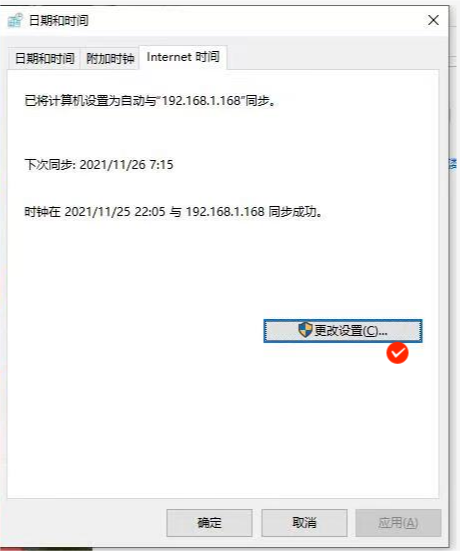 日期和时间
日期和时间 附加时钟 Internet 时间
已将计算机设置为自动与"192.168.1.168"同步。
下次同步: 2021/11/26 7:15
时钟在 2021/11/25 22:05 与 192.168.1.168 同步成功。
更改设置(C)...
确定 取消 应用(A)